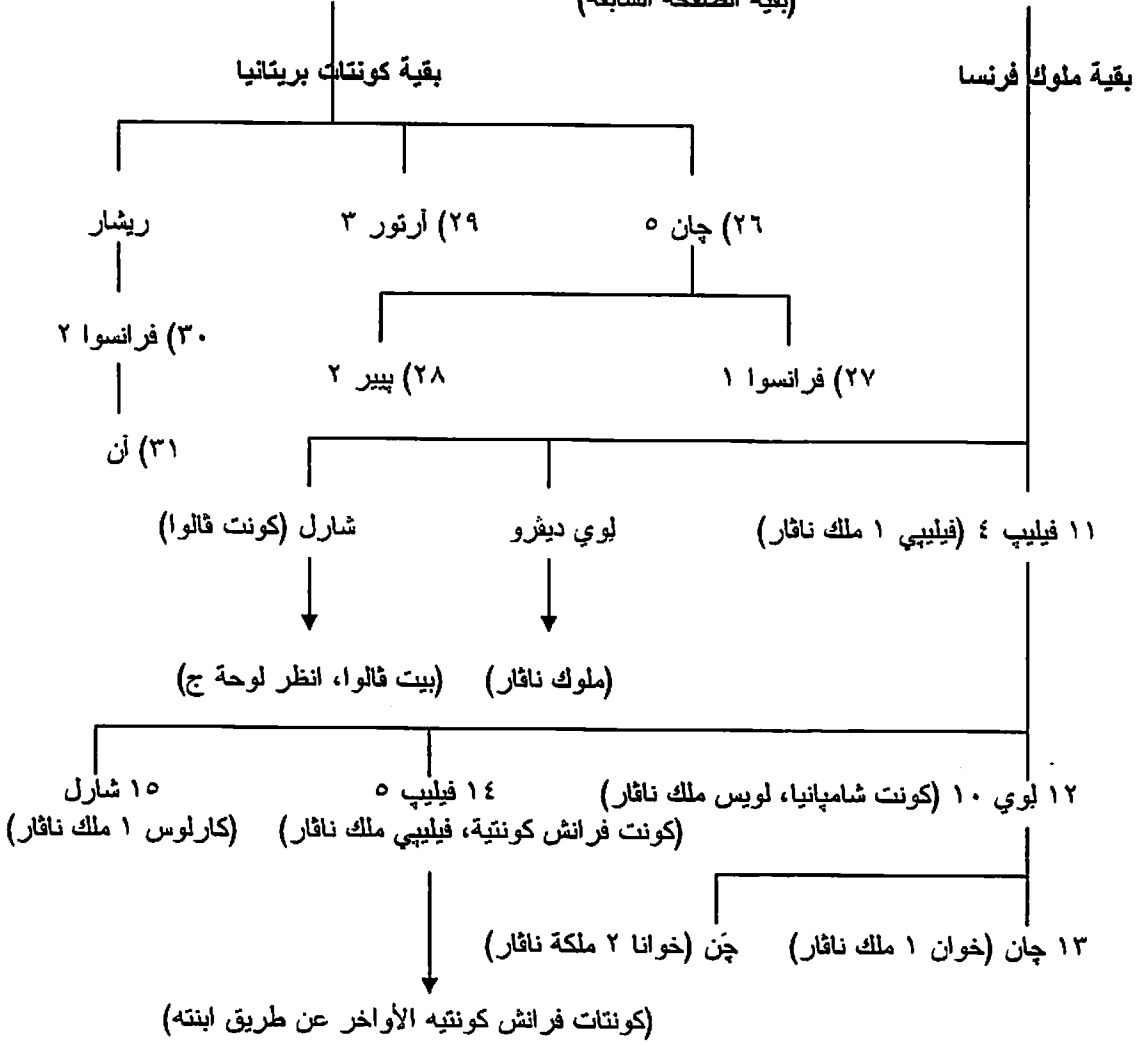 (بقية الصفحة السابقة)
بقية ملوك فرنسا
بقية كونتات بريتانيا
٢٦) چان ٥
٢٩) آرتور ٣
ريشار
٢٧) فرانسوا ١
٢٨) پيير ٢
٣٠) فرانسوا ٢
٣١) آن
١١ فيليپ ٤ (فيليپي ١ ملك ناڤار)
لوي ديڤرو
شارل (كونت ڤالوا)
(ملوك ناڤار)
(بيت ڤالوا، انظر لوحة ج)
١٢ لوي ١٠ (كونت شامپانيا، لويس ملك ناڤار)
١٤ فيليپ ٥
(كونت فرانش كونتية، فيليپي ملك ناڤار)
١٥ شارل
(كارلوس ١ ملك ناڤار)
١٣ چان (خوان ١ ملك ناڤار)
چَن (خوانا ٢ ملكة ناڤار)
(كونتات فرانش كونتيه الأواخر عن طريق ابنته)